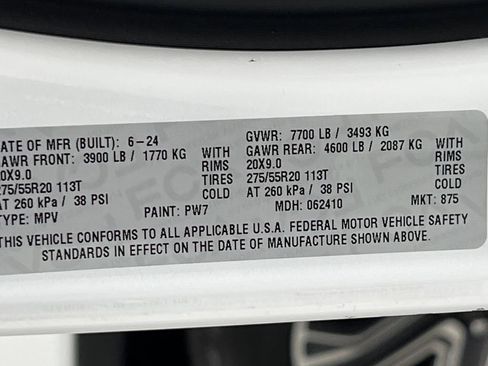 ATE OF MFR (BUILT): 6-24 GVWR: 7700 LB / 3493 KG
GAWR FRONT: 3900 LB / 1770 KG WITH GAWR REAR: 4600 LB / 2087 KG WITH
20X9.0 RIMS 20X9.0 RIMS
275/55R20 113T TIRES 275/55R20 113T TIRES
AT 260 kPa / 38 PSI COLD AT 260 kPa / 38 PSI COLD
TYPE: MPV PAINT: PW7 MDH: 062410 MKT: 875
THIS VEHICLE CONFORMS TO ALL APPLICABLE U.S.A. FEDERAL MOTOR VEHICLE SAFETY
STANDARDS IN EFFECT ON THE DATE OF MANUFACTURE SHOWN ABOVE.